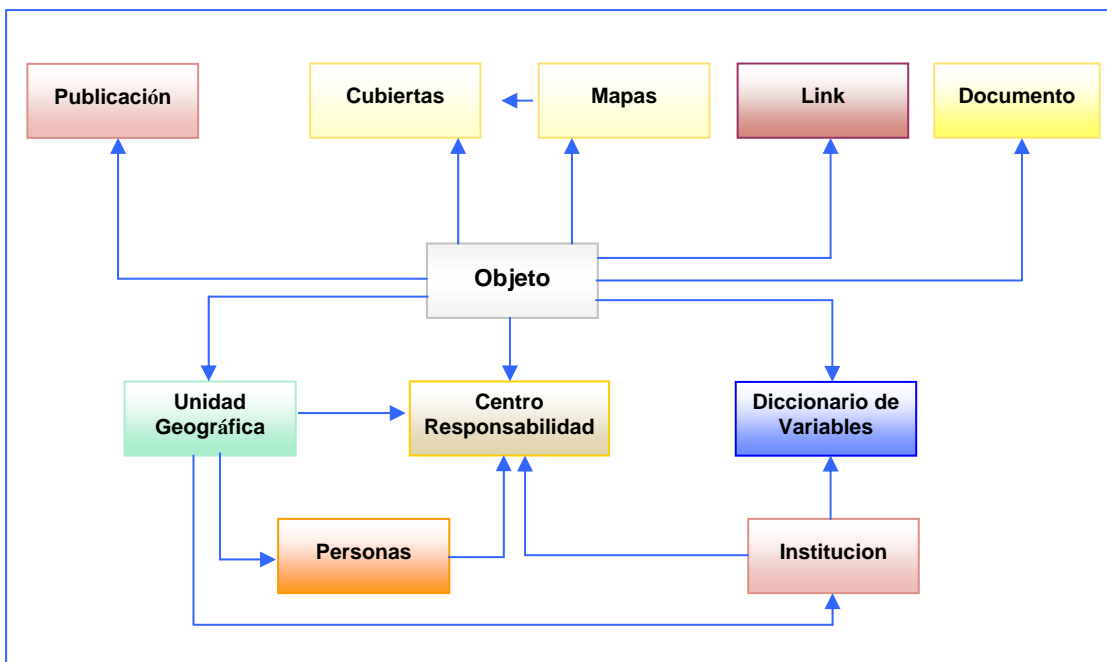 Publicación
Cubiertas
Mapas
Link
Documento
Objeto
Unidad
Geográfica
Centro
Responsabilidad
Diccionario de
Variables
Personas
Institucion